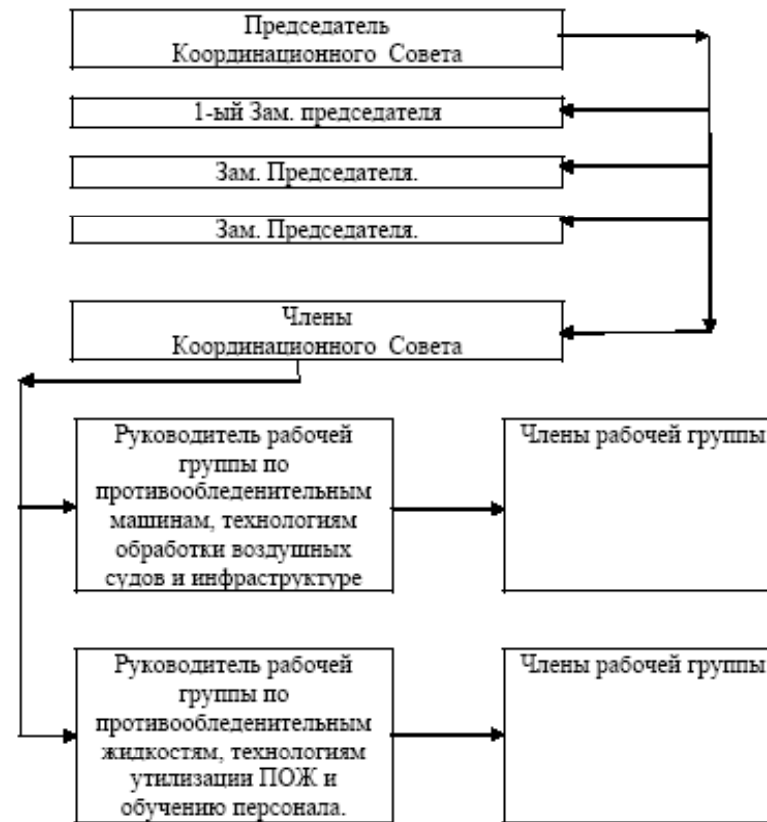 Председатель
Координационного Совета
1-ый Зам. председателя
Зам. Председателя.
Зам. Председателя.
Члены
Координационного Совета
Руководитель рабочей
группы по
противообледенительным
машинам, технологиям
обработки воздушных
судов и инфраструктуре
Члены рабочей группы
Руководитель рабочей
группы по
противообледенительным
жидкостям, технологиям
утилизации ПОЖ и
обучению персонала.
Члены рабочей группы